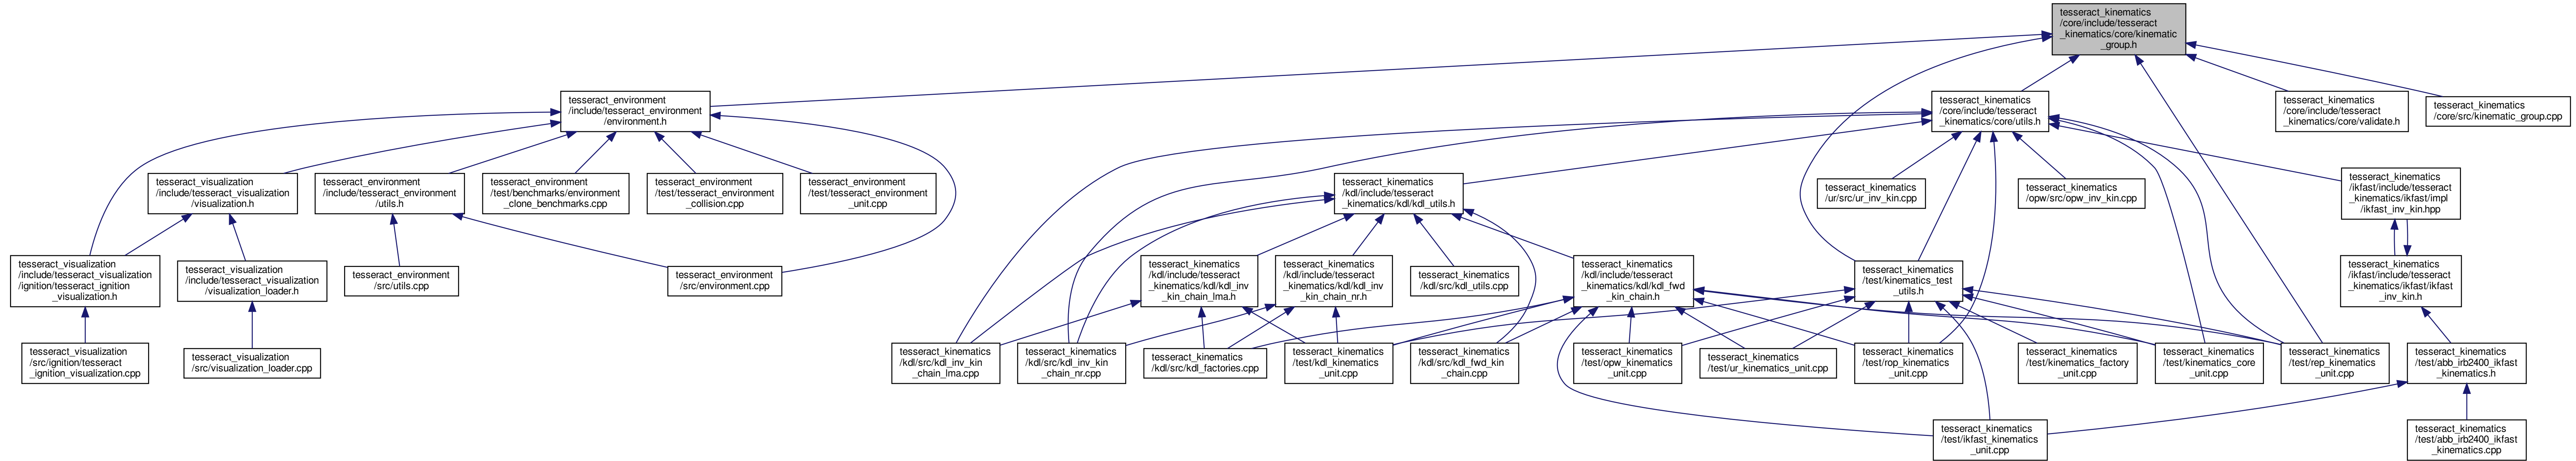 tesseract_kinematics
/core/include/tesseract
_kinematics/core/kinematic
_group.h
tesseract_environment
/include/tesseract_environment
/environment.h
tesseract_kinematics
/core/include/tesseract
_kinematics/core/utils.h
tesseract_kinematics
/core/include/tesseract
_kinematics/core/validate.h
tesseract_kinematics
/core/src/kinematic_group.cpp
tesseract_visualization
/include/tesseract_visualization
/visualization.h
tesseract_environment
/include/tesseract_environment
/utils.h
tesseract_environment
/test/benchmarks/environment
_clone_benchmarks.cpp
tesseract_environment
/test/tesseract_environment
_collision.cpp
tesseract_environment
/test/tesseract_environment
_unit.cpp
tesseract_kinematics
/kdl/include/tesseract
_kinematics/kdl/kdl_utils.h
tesseract_kinematics
/ur/src/ur_inv_kin.cpp
tesseract_kinematics
/opw/src/opw_inv_kin.cpp
tesseract_kinematics
/ikfast/include/tesseract
_kinematics/ikfast/impl
/ikfast_inv_kin.hpp
tesseract_visualization
/include/tesseract_visualization
/ignition/tesseract_ignition
_visualization.h
tesseract_visualization
/include/tesseract_visualization
/visualization_loader.h
tesseract_environment
/src/utils.cpp
tesseract_environment
/src/environment.cpp
tesseract_kinematics
/kdl/include/tesseract
_kinematics/kdl/kdl_inv
_kin_chain_lma.h
tesseract_kinematics
/kdl/include/tesseract
_kinematics/kdl/kdl_inv
_kin_chain_nr.h
tesseract_kinematics
/kdl/src/kdl_utils.cpp
tesseract_kinematics
/kdl/include/tesseract
_kinematics/kdl/kdl_fwd
_kin_chain.h
tesseract_kinematics
/test/kinematics_test
_utils.h
tesseract_kinematics
/ikfast/include/tesseract
_kinematics/ikfast/ikfast
_inv_kin.h
tesseract_visualization
/src/ignition/tesseract
_ignition_visualization.cpp
tesseract_visualization
/src/visualization_loader.cpp
tesseract_kinematics
/kdl/src/kdl_inv_kin
_chain_lma.cpp
tesseract_kinematics
/kdl/src/kdl_inv_kin
_chain_nr.cpp
tesseract_kinematics
/kdl/src/kdl_factories.cpp
tesseract_kinematics
/test/kdl_kinematics
_unit.cpp
tesseract_kinematics
/kdl/src/kdl_fwd_kin
_chain.cpp
tesseract_kinematics
/test/opw_kinematics
_unit.cpp
tesseract_kinematics
/test/ur_kinematics_unit.cpp
tesseract_kinematics
/test/rop_kinematics
_unit.cpp
tesseract_kinematics
/test/kinematics_factory
_unit.cpp
tesseract_kinematics
/test/kinematics_core
_unit.cpp
tesseract_kinematics
/test/rep_kinematics
_unit.cpp
tesseract_kinematics
/test/abb_irb2400_ikfast
_kinematics.h
tesseract_kinematics
/test/ikfast_kinematics
_unit.cpp
tesseract_kinematics
/test/abb_irb2400_ikfast
_kinematics.cpp